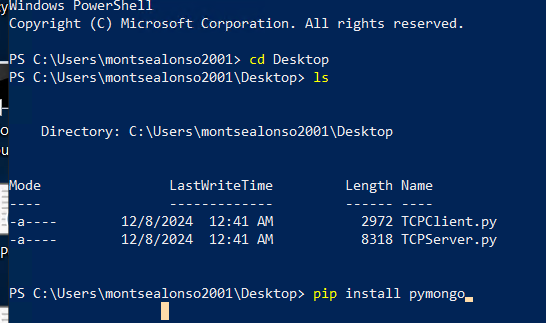 Windows PowerShell
Copyright (C) Microsoft Corporation. All rights reserved.
PS C:\Users\montsealonso2001> cd Desktop
PS C:\Users\montsealonso2001\Desktop> ls
Directory: C:\Users\montsealonso2001\Desktop
Mode LastWriteTime Length Name
---- ------------- ------ ----
-a---- 12/8/2024 12:41 AM 2972 TCPClient.py
-a---- 12/8/2024 12:41 AM 8318 TCPServer.py
PS C:\Users\montsealonso2001\Desktop> pip install pymongo